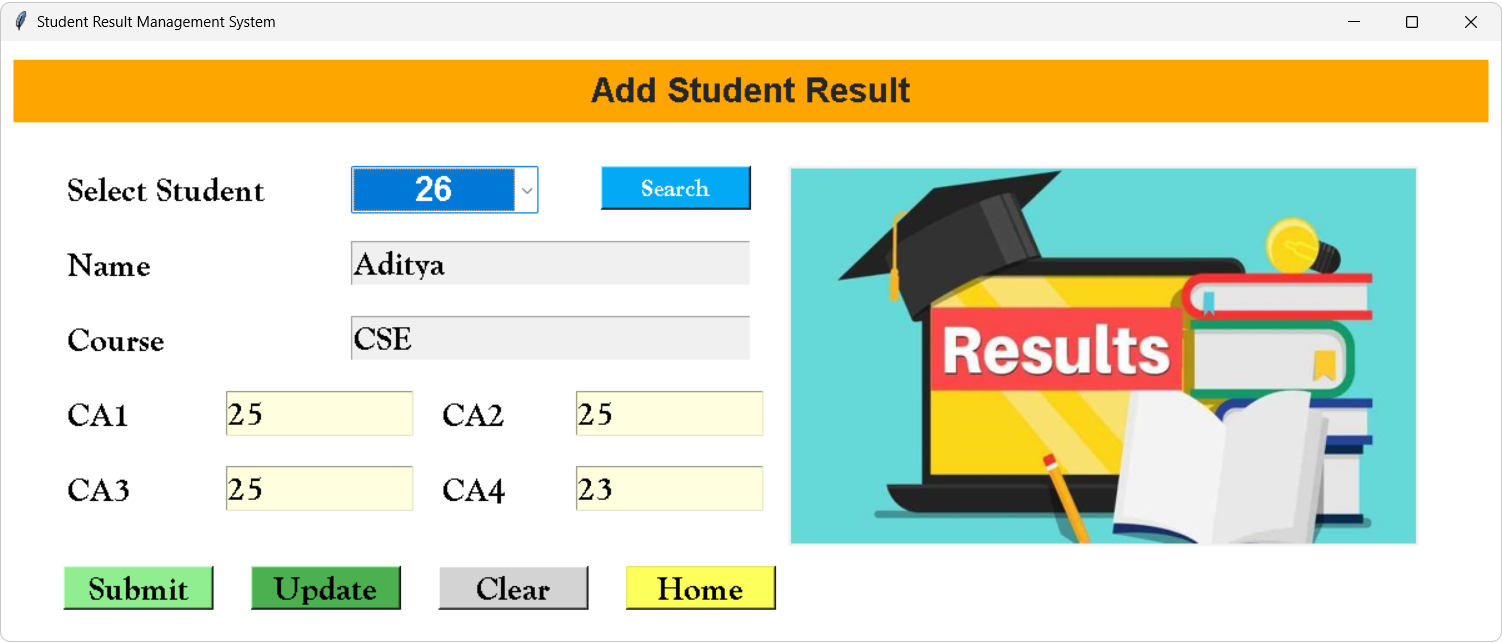 Student Result Management System
Add Student Result
Select Student 26 Search
Name Aditya
Course CSE
CA1 25 CA2 25
CA3 25 CA4 23
Results
Submit Update Clear Home